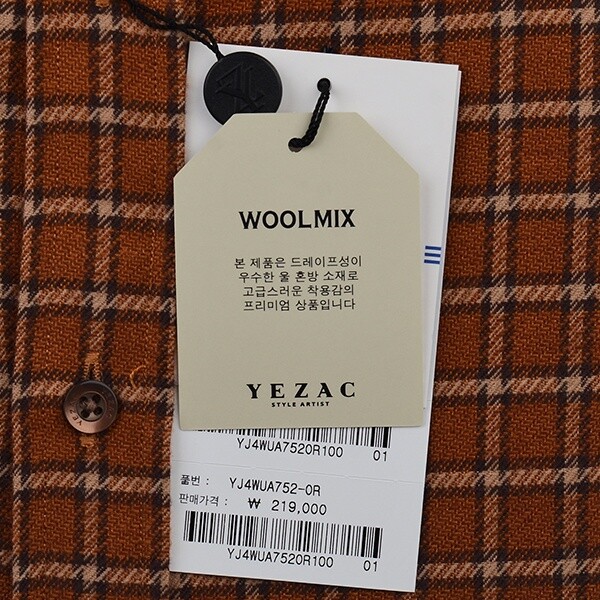 WOOLMIX
본 제품은 드레이프성이
우수한 울 혼방 소재로
고급스러운 착용감의
프리미엄 상품입니다
YEZAC
STYLE ARTIST
YJ4WUA7520R100 01
품번 : YJ4WUA752-0R
판매가격 : ₩ 219,000
YJ4WUA7520R100 01